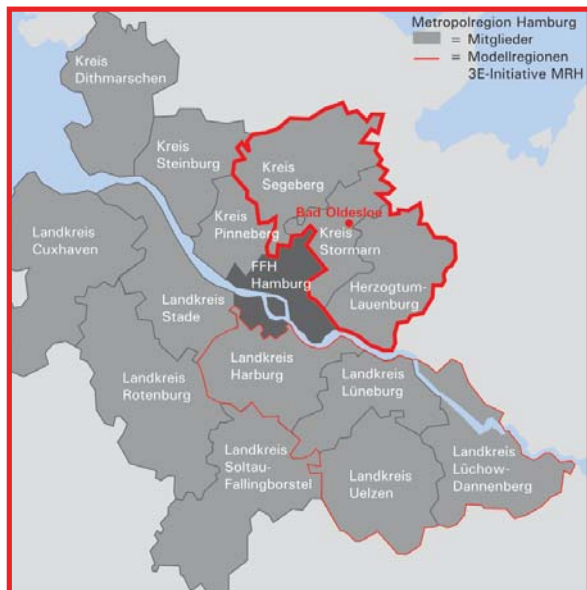 Metropolregion Hamburg
= Mitglieder
= Modellregionen
3E-Initiative MRH
Kreis
Dithmarschen
Kreis
Steinburg
Kreis
Segeberg
Bad Oldesloe
Kreis
Pinneberg
Kreis
Stormarn
Landkreis
Cuxhaven
FFH
Hamburg
Herzogtum-
Lauenburg
Landkreis
Stade
Landkreis
Harburg
Landkreis
Lüneburg
Landkreis
Rotenburg
Landkreis
Soltau-
Fallingborstel
Landkreis
Uelzen
Landkreis
Lüchow-
Dannenberg